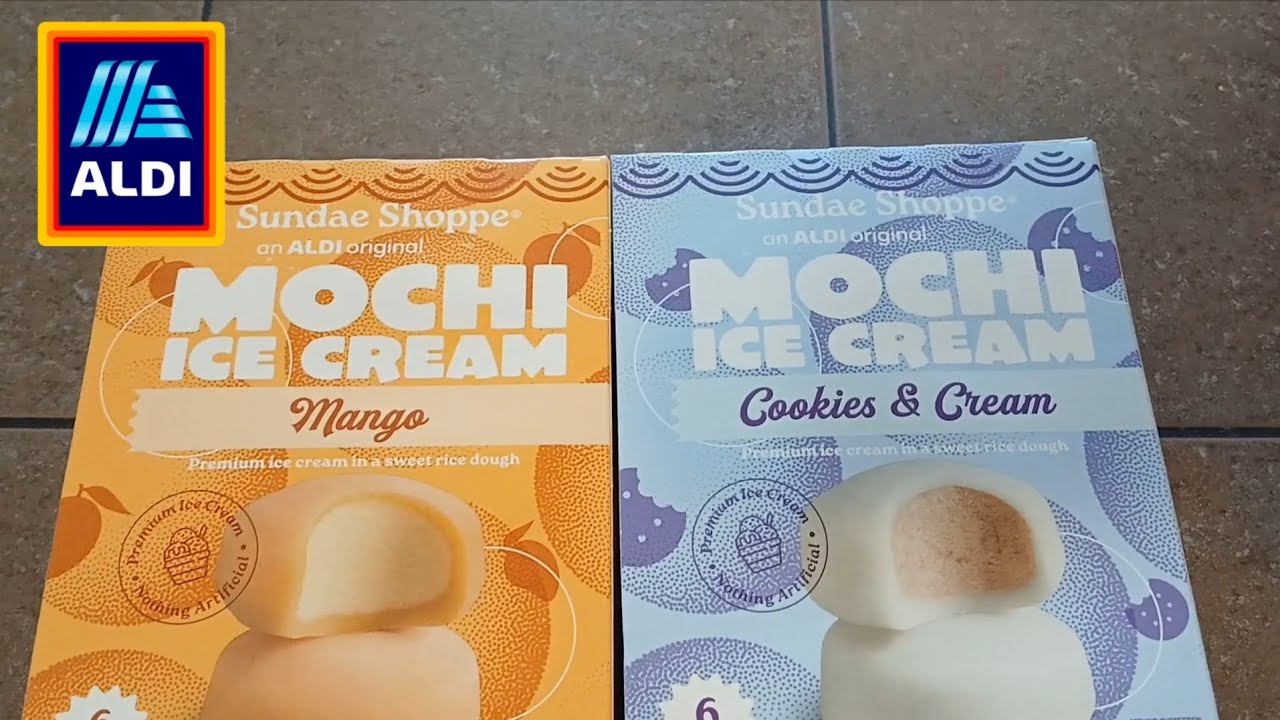 ALDI
Sundae Shoppe®
an ALDI original
MOCHI
ICE CREAM
Mango
Premium ice cream in a sweet rice dough
Premium Ice Cream
Nothing Artificial
6
Sundae Shoppe®
an ALDI original
MOCHI
ICE CREAM
Cookies & Cream
Premium ice cream in a sweet rice dough
Premium Ice Cream
Nothing Artificial
6